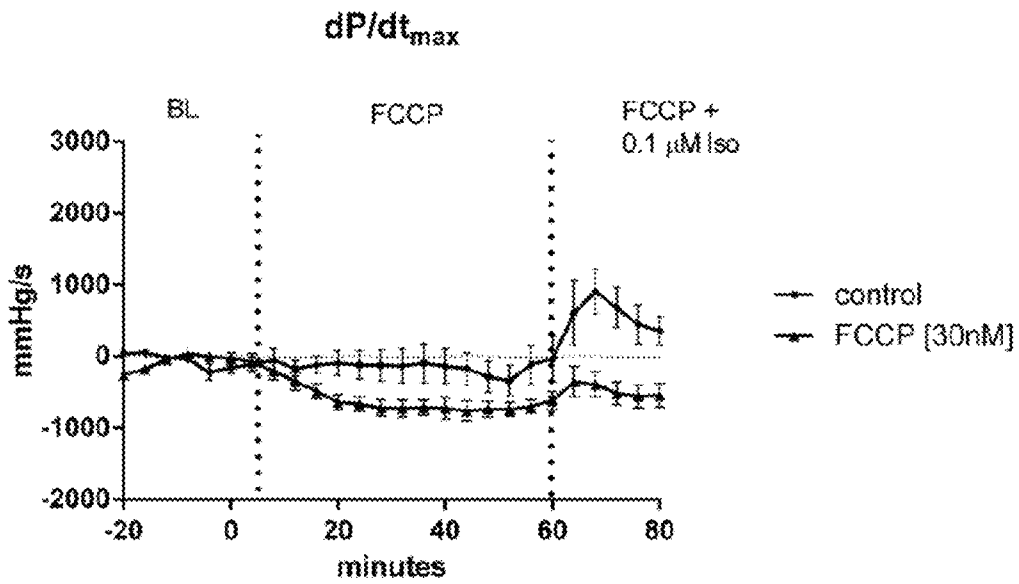 dP/dtmax
BL
FCCP
FCCP +
0.1 μM Iso
3000
2000
1000
0
-1000
-2000
mmHg/s
-20
0
20
40
60
80
minutes
control
FCCP [30nM]